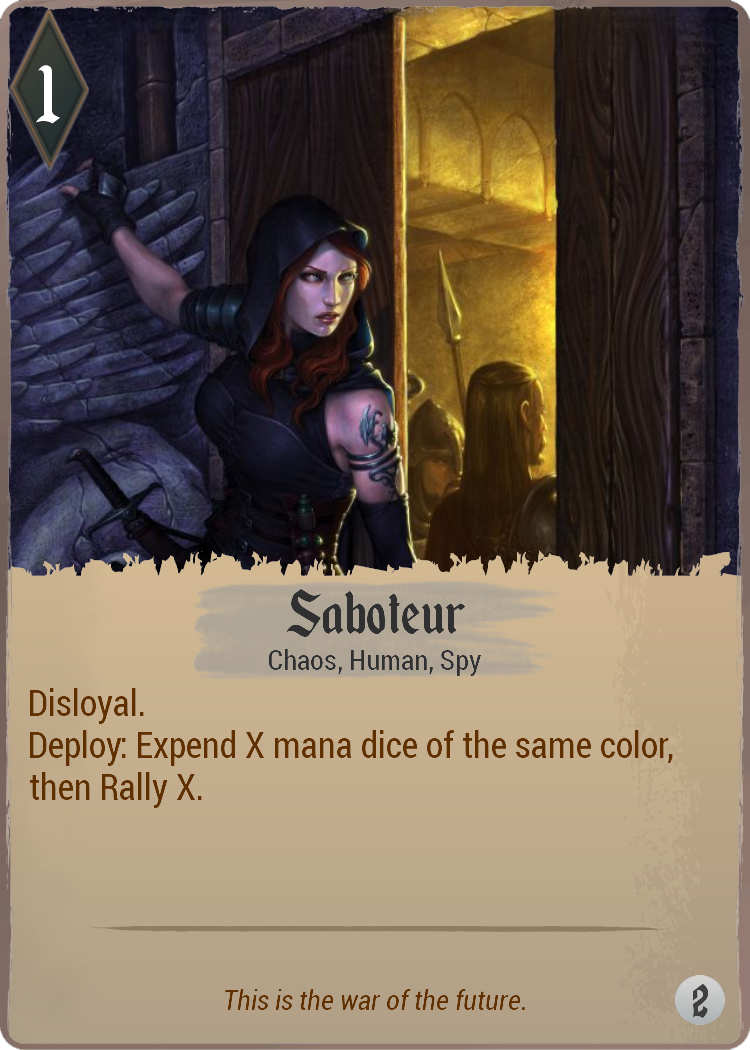 1
Saboteur
Chaos, Human, Spy
Disloyal.
Deploy: Expend X mana dice of the same color,
then Rally X.
This is the war of the future.
2